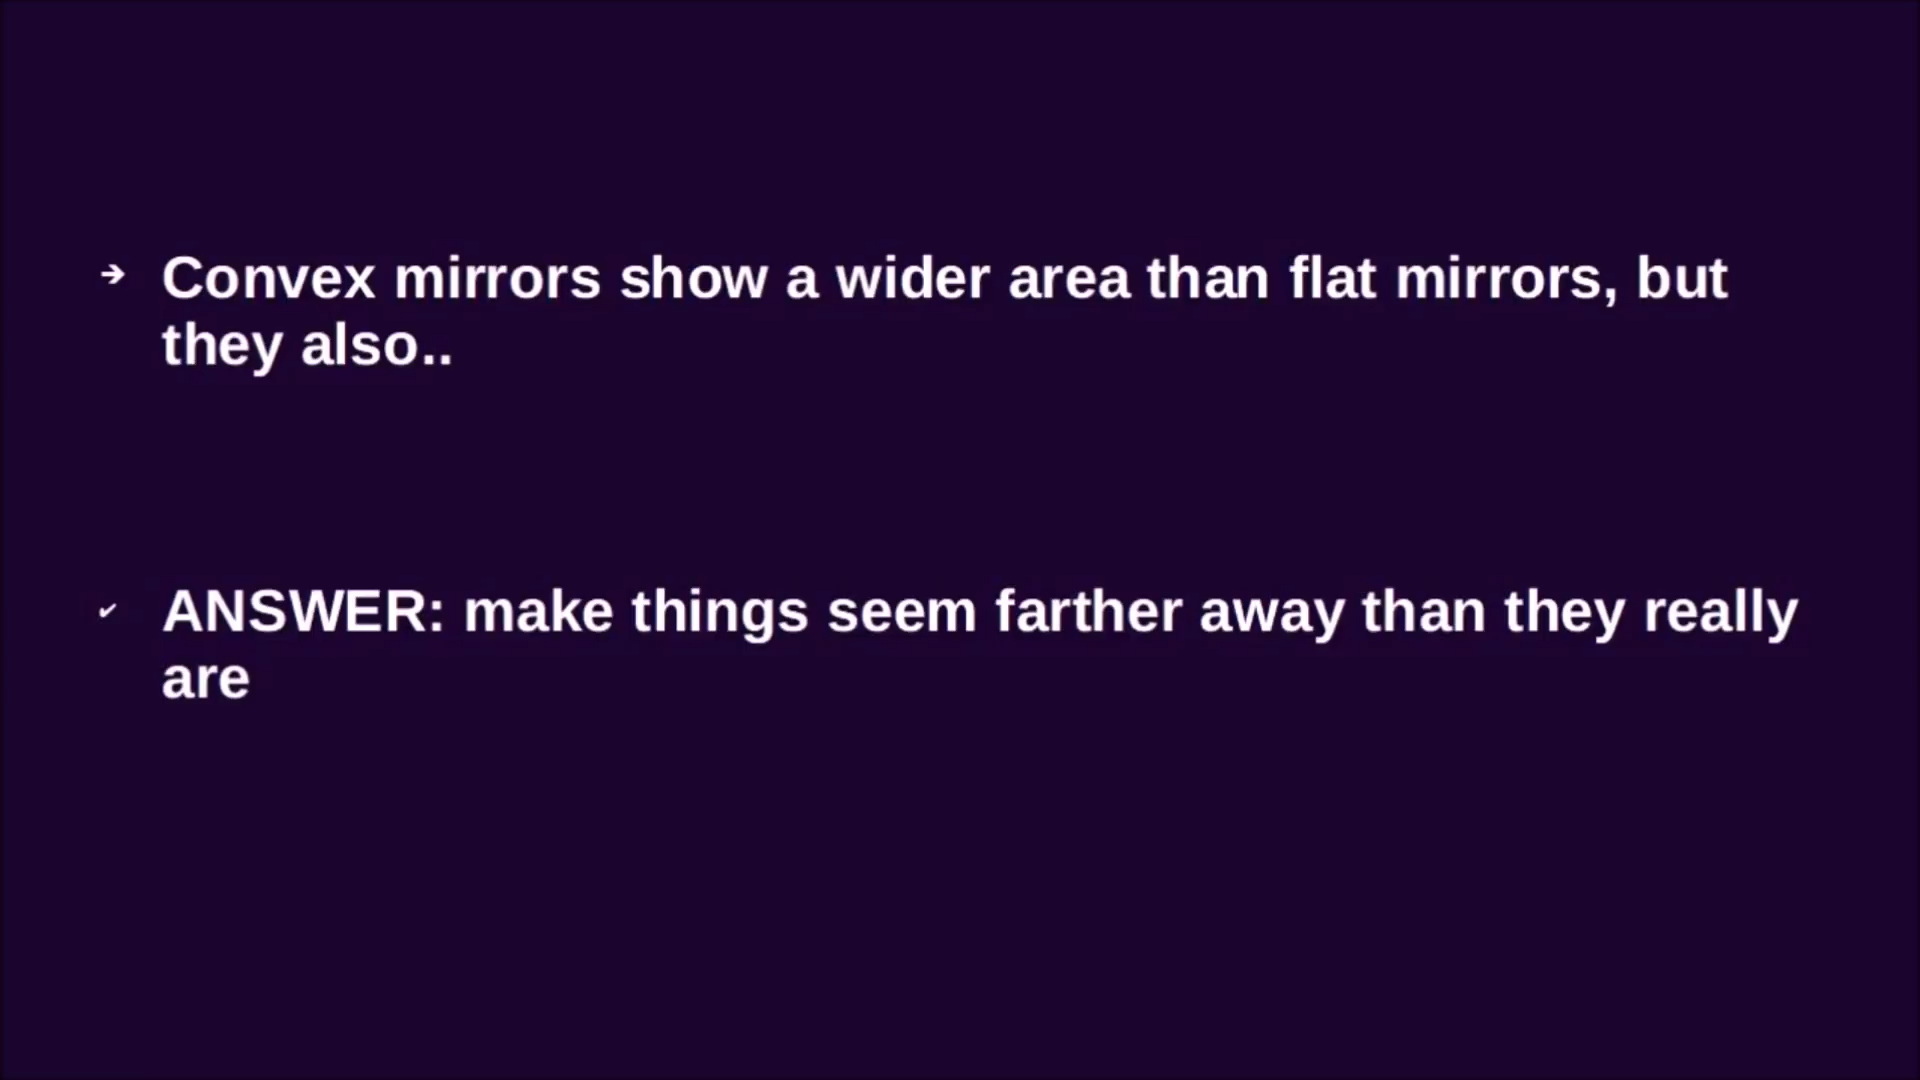 ➔ Convex mirrors show a wider area than flat mirrors, but
they also..
✓ ANSWER: make things seem farther away than they really
are